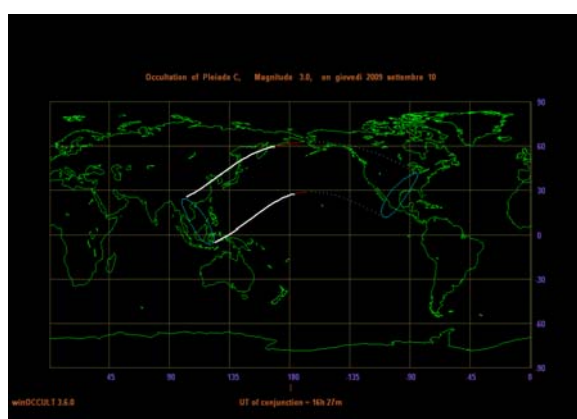 Occultation of Pleiade C, Magnitude 3.8, on giovedi 2009 settembre 10
90
60
30
0
-30
-60
-90
45 90 135 180 -135 -90 -45 0
winOCCULT 3.6.0 UT of conjunction - 16h 27m